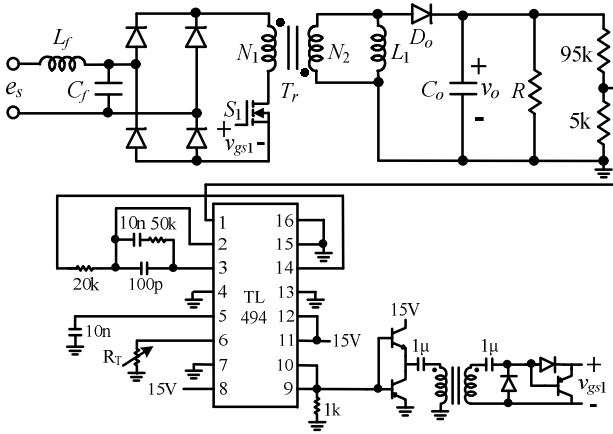 L_f
e_s
C_f
N_1
T_r
N_2
L_1
D_o
S_1
+
v_gs1
-
C_o
+
v_o
-
R
95k
5k
10n 50k
20k
100p
10n
R_T
15V
1
2
3
4
5
6
7
8
TL
494
16
15
14
13
12
11
10
9
15V
1k
15V
1μ
1μ
+
v_gs1
-